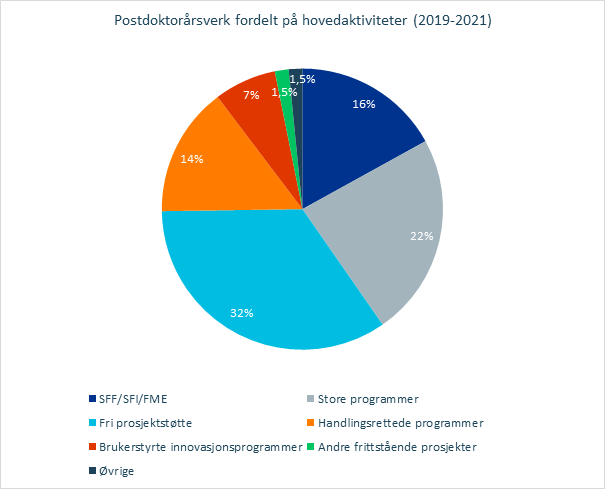 Postdoktorårsverk fordelt på hovedaktiviteter (2019-2021)
1,5%
1,5%
7%
16%
14%
22%
32%
SFF/SFI/FME
Store programmer
Fri prosjektstøtte
Handlingsrettede programmer
Brukerstyrte innovasjonsprogrammer
Andre frittstående prosjekter
Øvrige